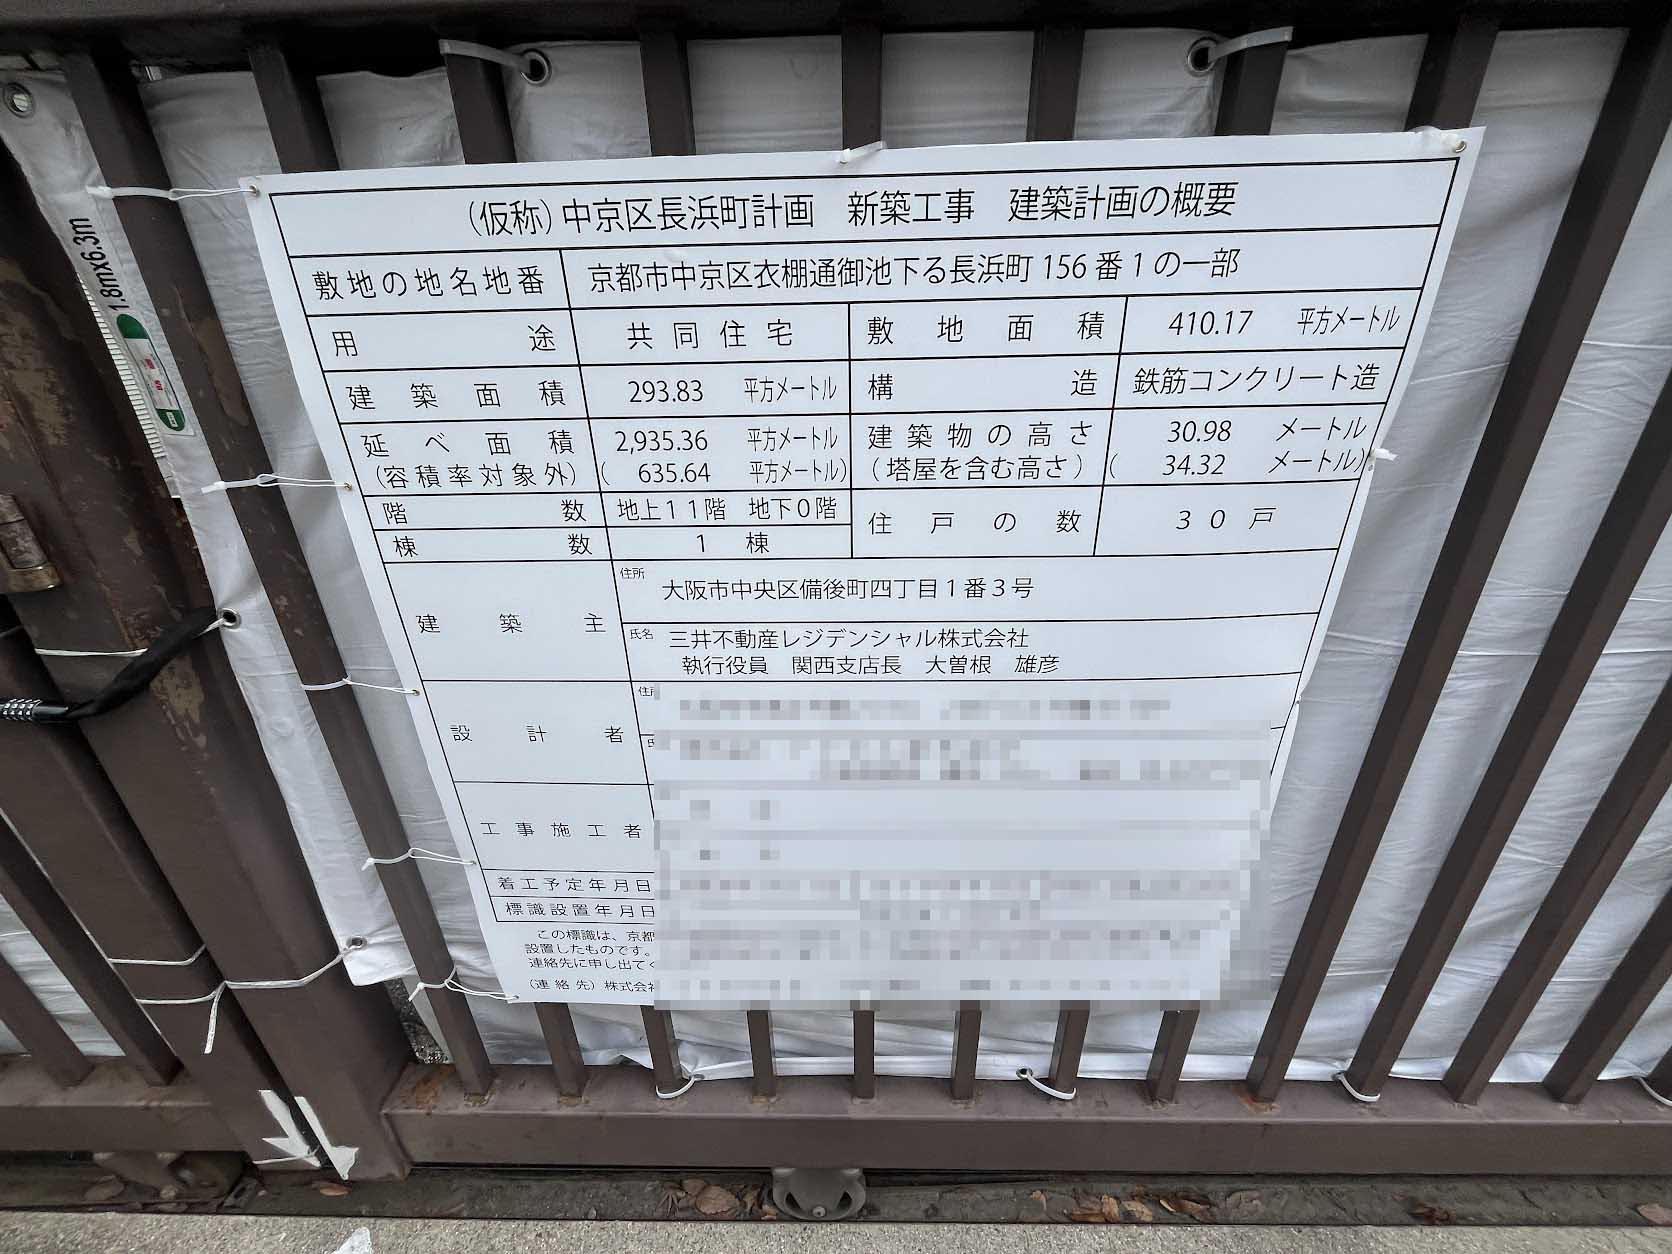 (仮称)中京区長浜町計画 新築工事 建築計画の概要
敷地の地名地番 京都市中京区衣棚通御池下る長浜町156番1の一部
用途 共同住宅 敷地面積 410.17 平方メートル
建築面積 293.83 平方メートル 構造 鉄筋コンクリート造
延べ面積 2,935.36 平方メートル 建築物の高さ 30.98 メートル
(容積率対象外) ( 635.64 平方メートル) (塔屋を含む高さ) ( 34.32 メートル)
階数 地上11階 地下0階 住戸の数 30戸
棟数 1棟
建築主 住所 大阪市中央区備後町四丁目1番3号
氏名 三井不動産レジデンシャル株式会社
執行役員 関西支店長 大曽根 雄彦
設計者
工事施工者
着工予定年月日
標識設置年月日
この標識は、京都
設置したものです。
連絡先に申し出てく
(連絡先) 株式会社
1.8m×6.3m